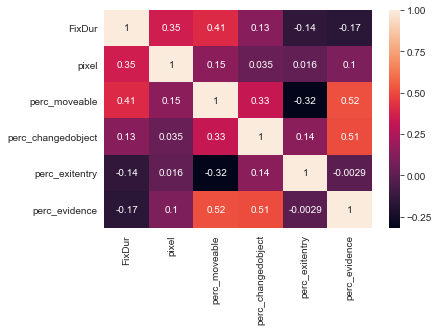 FixDur 1 0.35 0.41 0.13 -0.14 -0.17
pixel 0.35 1 0.15 0.035 0.016 0.1
perc_moveable 0.41 0.15 1 0.33 -0.32 0.52
perc_changedobject 0.13 0.035 0.33 1 0.14 0.51
perc_exitentry -0.14 0.016 -0.32 0.14 1 -0.0029
perc_evidence -0.17 0.1 0.52 0.51 -0.0029 1
FixDur
pixel
perc_moveable
perc_changedobject
perc_exitentry
perc_evidence
1.00
0.75
0.50
0.25
0.00
−0.25